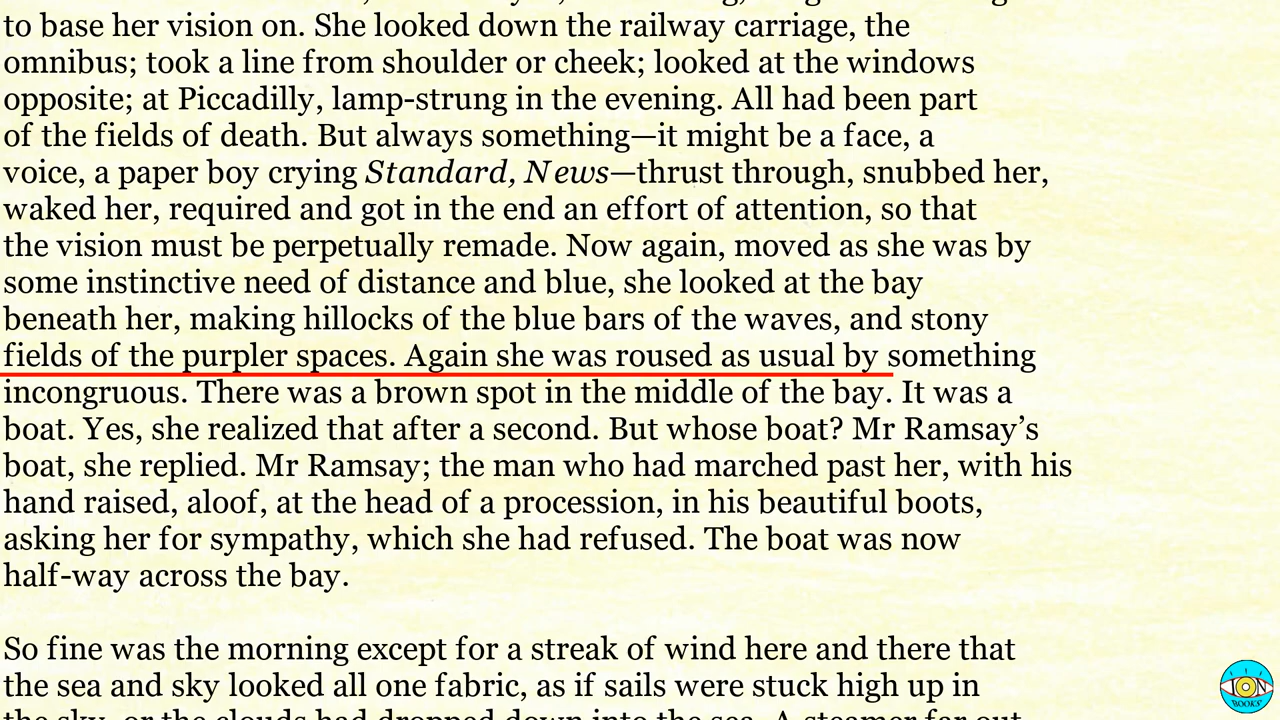 to base her vision on. She looked down the railway carriage, the
omnibus; took a line from shoulder or cheek; looked at the windows
opposite; at Piccadilly, lamp-strung in the evening. All had been part
of the fields of death. But always something—it might be a face, a
voice, a paper boy crying Standard, News—thrust through, snubbed her,
waked her, required and got in the end an effort of attention, so that
the vision must be perpetually remade. Now again, moved as she was by
some instinctive need of distance and blue, she looked at the bay
beneath her, making hillocks of the blue bars of the waves, and stony
fields of the purpler spaces. Again she was roused as usual by something
incongruous. There was a brown spot in the middle of the bay. It was a
boat. Yes, she realized that after a second. But whose boat? Mr Ramsay’s
boat, she replied. Mr Ramsay; the man who had marched past her, with his
hand raised, aloof, at the head of a procession, in his beautiful boots,
asking her for sympathy, which she had refused. The boat was now
half-way across the bay.
So fine was the morning except for a streak of wind here and there that
the sea and sky looked all one fabric, as if sails were stuck high up in
the sky, or the clouds had dropped down into the sea. A steamer far out
ION
BOOKS